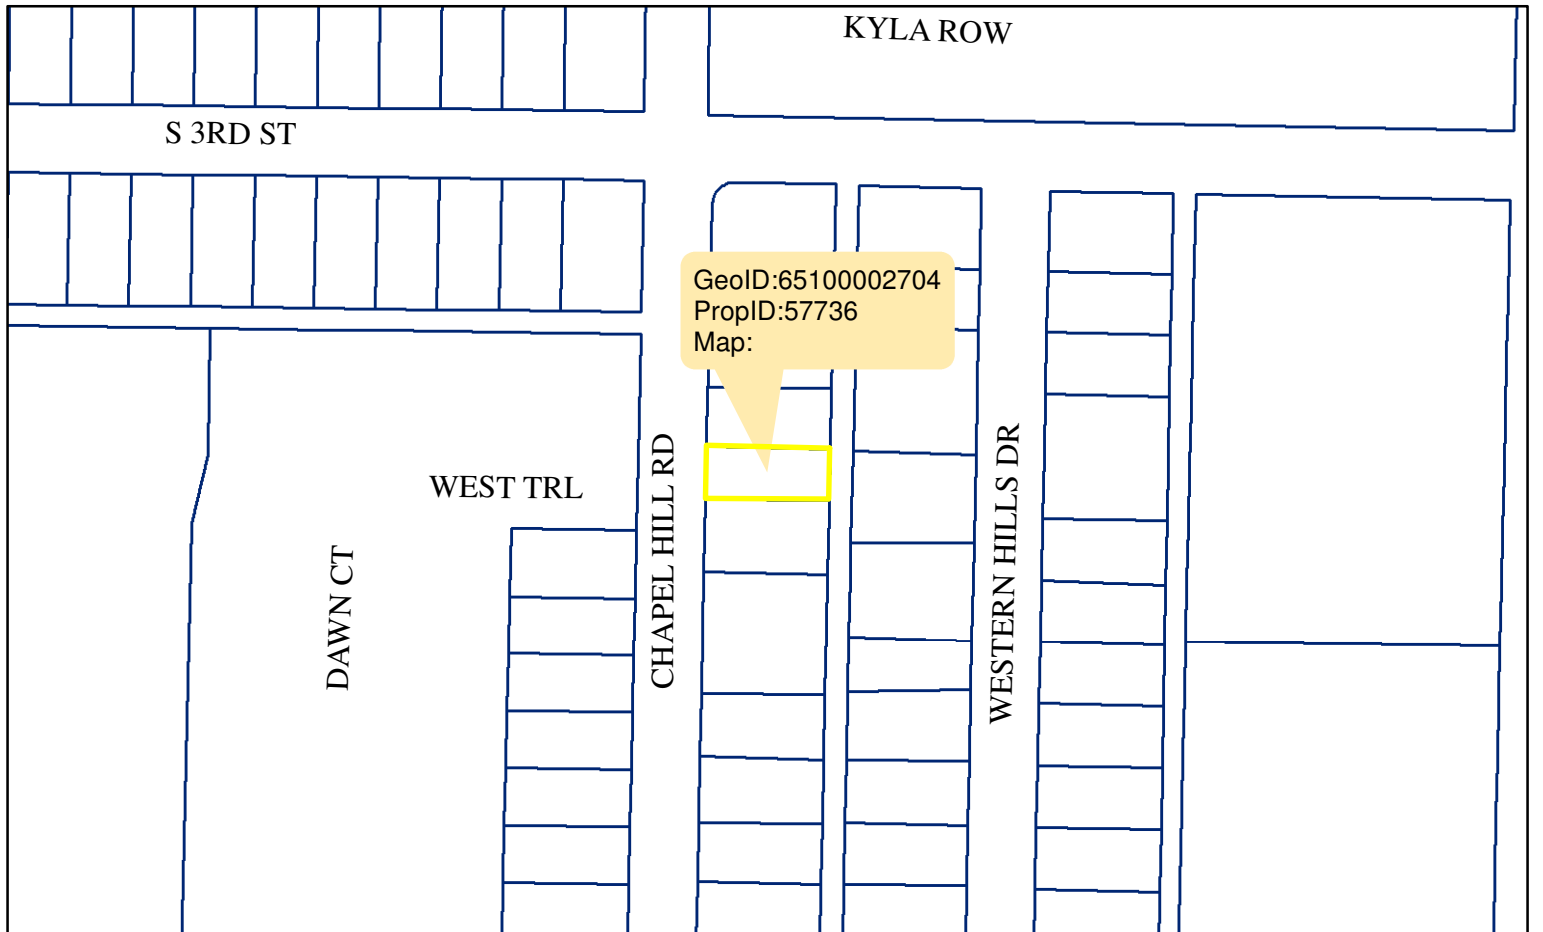 KYLA ROW
S 3RD ST
GeoID:65100002704
PropID:57736
Map:
WEST TRL
CHAPEL HILL RD
WESTERN HILLS DR
DAWN CT